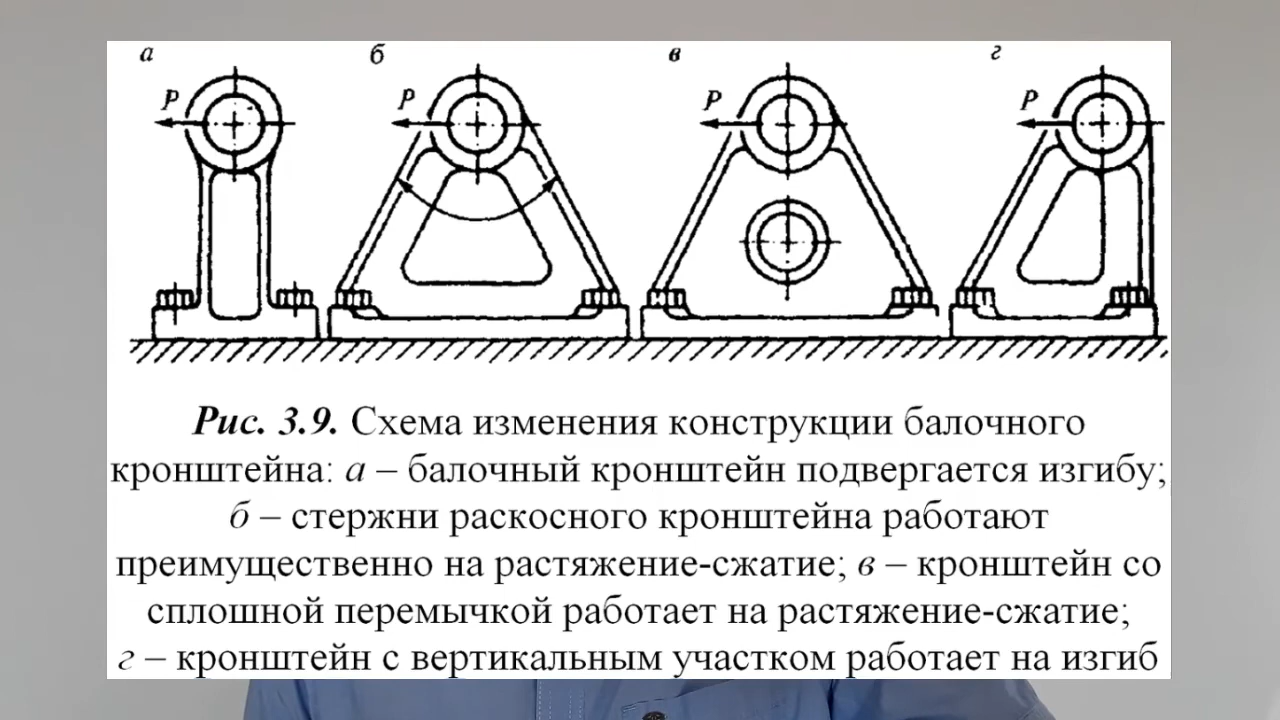 а б в г
P P P P
Рис. 3.9. Схема изменения конструкции балочного
кронштейна: а – балочный кронштейн подвергается изгибу;
б – стержни раскосного кронштейна работают
преимущественно на растяжение-сжатие; в – кронштейн со
сплошной перемычкой работает на растяжение-сжатие;
г – кронштейн с вертикальным участком работает на изгиб